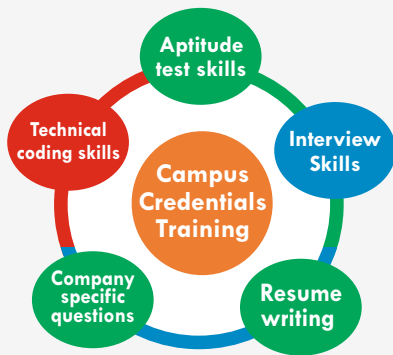 Aptitude
test skills
Technical
coding skills
Interview
Skills
Campus
Credentials
Training
Company
specific
questions
Resume
writing